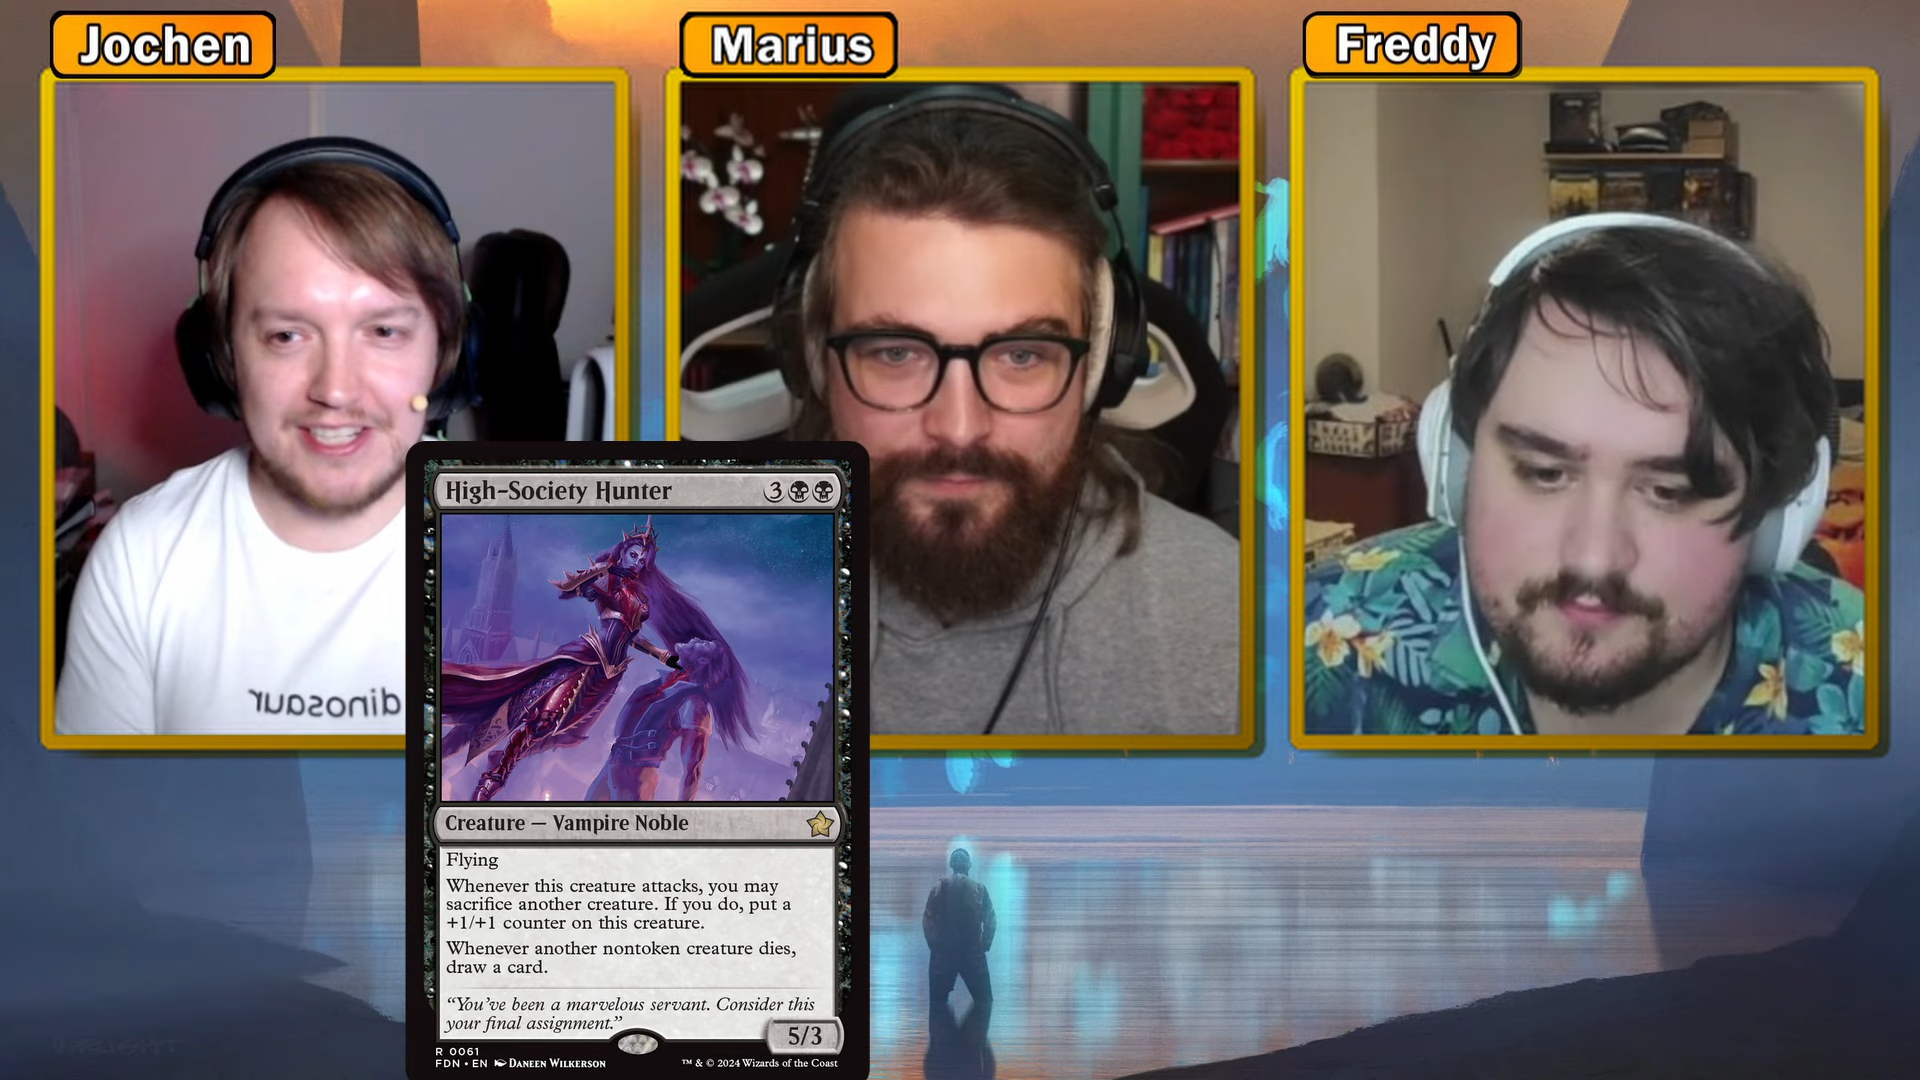 Jochen
Marius
Freddy
dinosaur
High-Society Hunter 3
Creature — Vampire Noble
Flying
Whenever this creature attacks, you may
sacrifice another creature. If you do, put a
+1/+1 counter on this creature.
Whenever another nontoken creature dies,
draw a card.
“You’ve been a marvelous servant. Consider this
your final assignment.”
5/3
R 0061
FDN • EN DANEEN WILKERSON
™ & © 2024 Wizards of the Coast